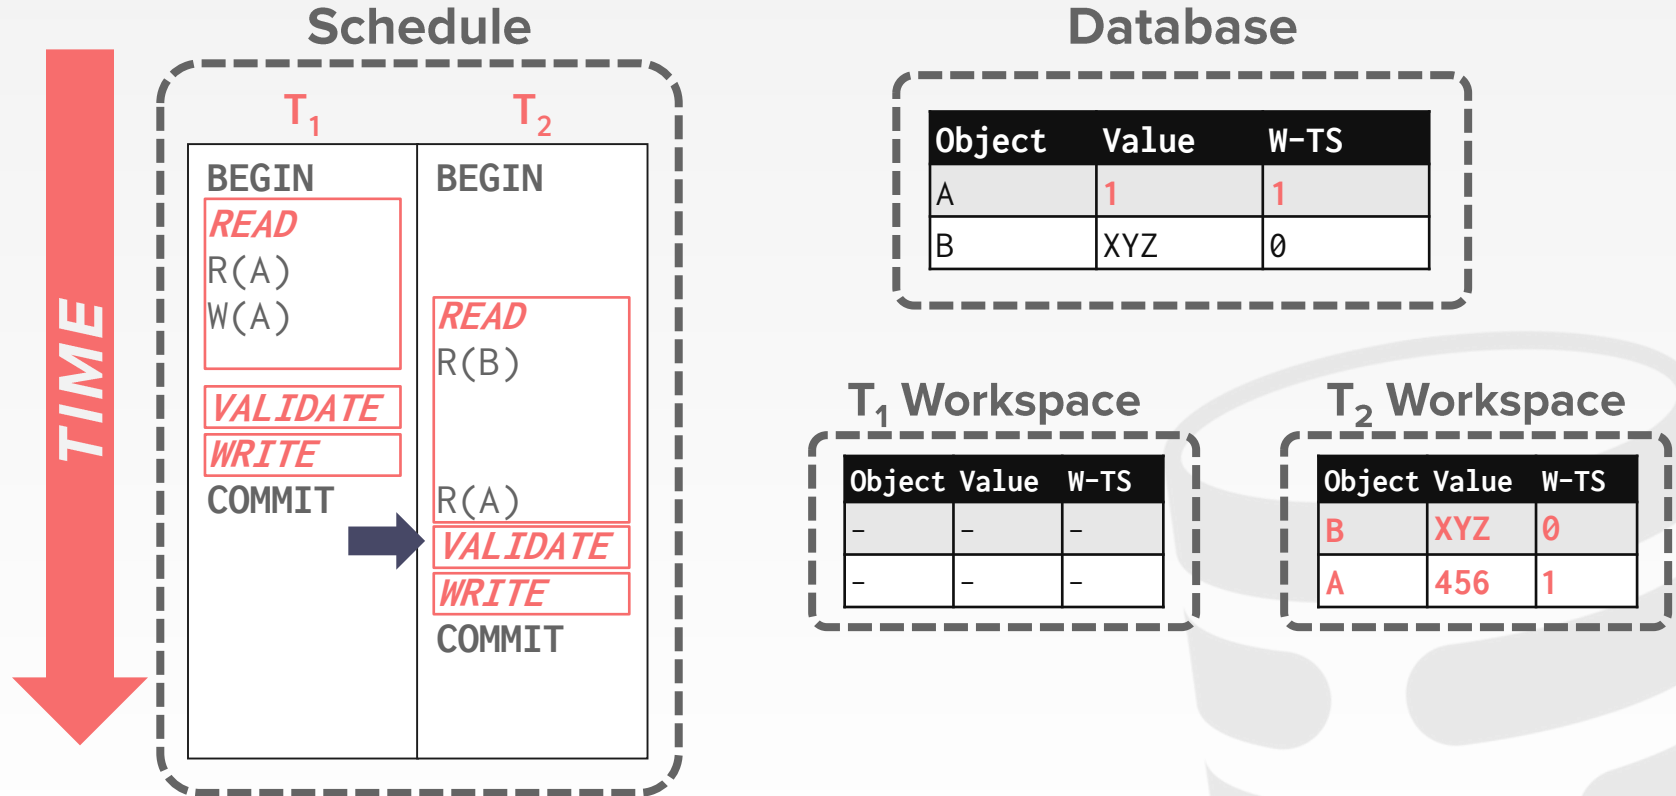 Schedule
TIME
T1 T2
BEGIN BEGIN
READ
R(A)
W(A) READ
R(B)
VALIDATE
WRITE
COMMIT R(A)
VALIDATE
WRITE
COMMIT
Database
Object Value W-TS
A 1 1
B XYZ 0
T1 Workspace
Object Value W-TS
- - -
- - -
T2 Workspace
Object Value W-TS
B XYZ 0
A 456 1